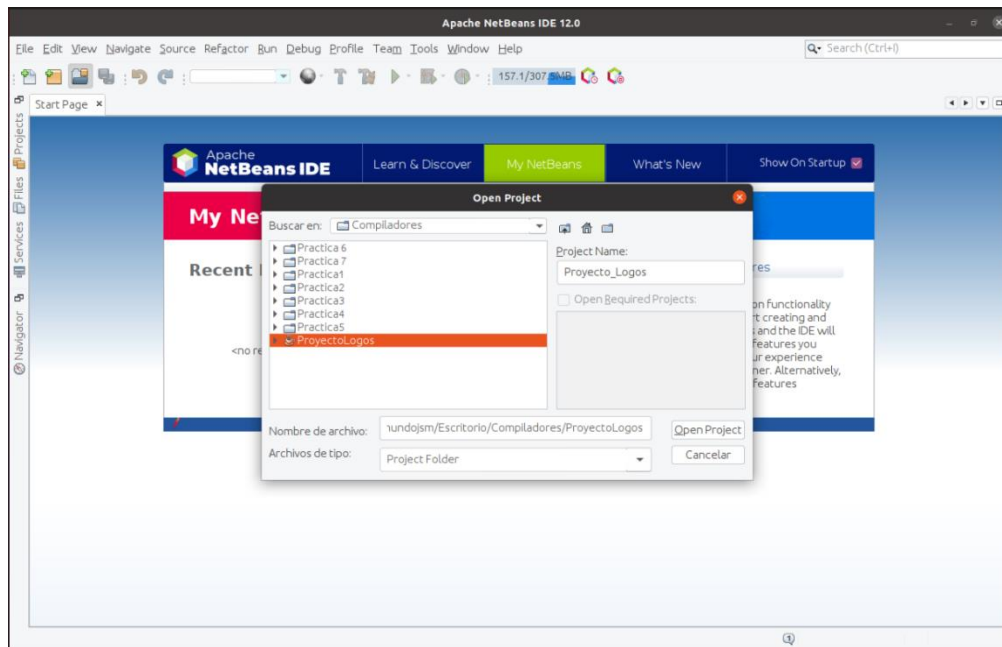 Apache NetBeans IDE 12.0
File Edit View Navigate Source Refactor Run Debug Profile Team Tools Window Help
Search (Ctrl+I)
157.1/307.5MB
Start Page
Projects
Files
Services
Navigator
Apache
NetBeans IDE
Learn & Discover
My NetBeans
What's New
Show On Startup
My Ne
Recent
<no re
Open Project
Buscar en:
Compiladores
Practica 6
Practica 7
Practica1
Practica2
Practica3
Practica4
Practica5
ProyectoLogos
Project Name:
Proyecto_Logos
Open Required Projects:
Nombre de archivo:
undojsm/Escritorio/Compiladores/ProyectoLogos
Open Project
Archivos de tipo:
Project Folder
Cancelar
res
on functionality
rt creating and
and the IDE will
features you
ur experience
ner. Alternatively,
features
1